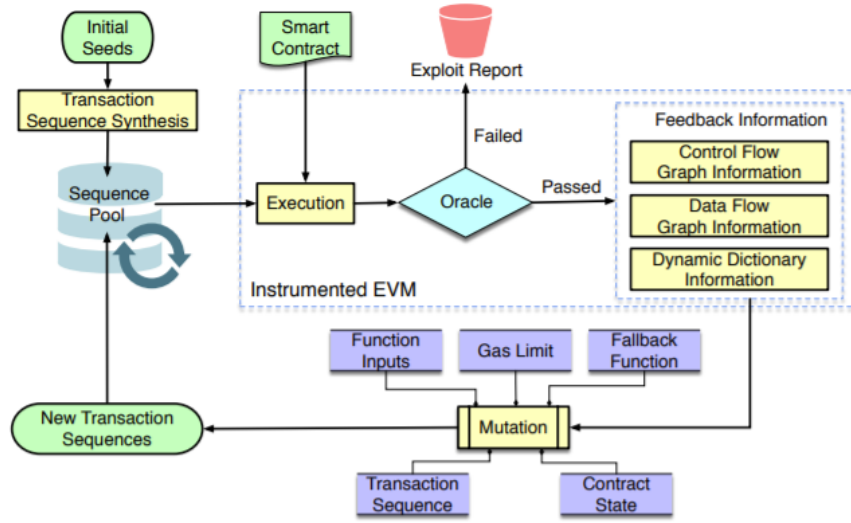 Initial
Seeds
Smart
Contract
Exploit Report
Transaction
Sequence Synthesis
Feedback Information
Failed
Control Flow
Graph Information
Sequence
Pool
Execution
Oracle
Passed
Data Flow
Graph Information
Dynamic Dictionary
Information
Instrumented EVM
Function
Inputs
Gas Limit
Fallback
Function
New Transaction
Sequences
Mutation
Transaction
Sequence
Contract
State